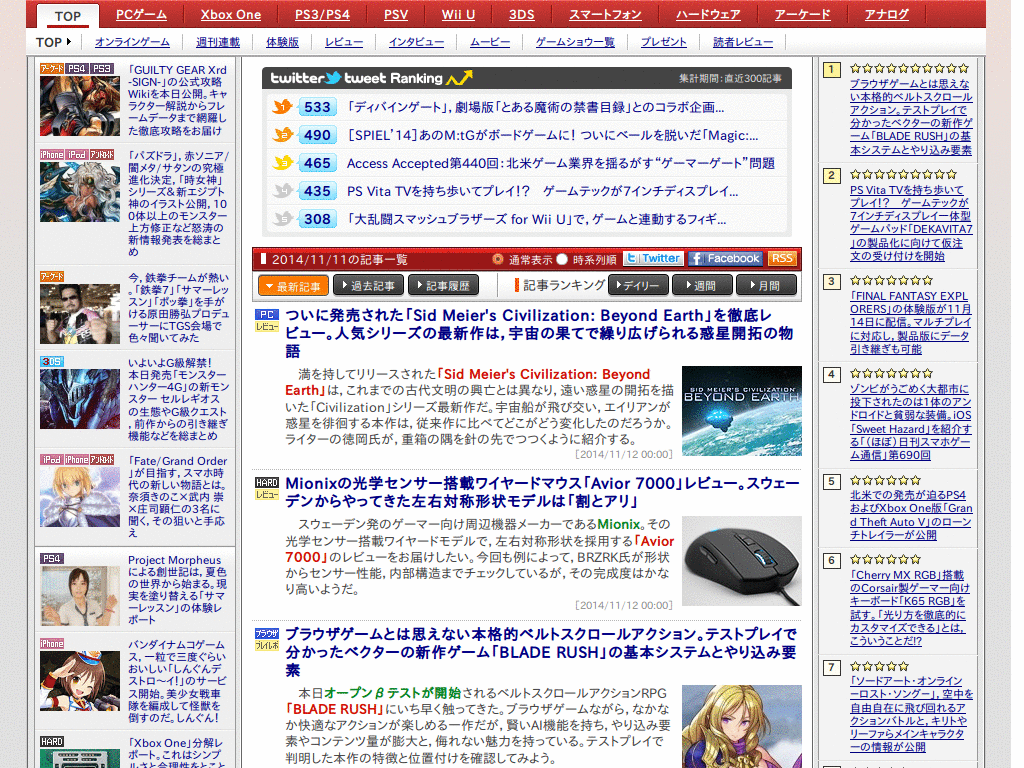 TOP PCゲーム Xbox One PS3/PS4 PSV Wii U 3DS スマートフォン ハードウェア アーケード アナログ
TOP オンラインゲーム 週刊連載 体験版 レビュー インタビュー ムービー ゲームショウ一覧 プレゼント 読者レビュー
アーケード PS4 PS3
「GUILTY GEAR Xrd
-SIGN-」の公式攻略
Wikiを本日公開。キャ
ラクター解説からフレ
ームデータまで網羅し
た徹底攻略をお届け
iPhone iPod アンドロイド
「パズドラ」，赤ソニア/
闇メタ/サタンの究極
進化決定。「時女神」
シリーズ&新エジプト
神のイラスト公開，10
0体以上のモンスター
上方修正など怒涛の
新情報発表を総まと
め
アーケード
今，鉄拳チームが熱い
。「鉄拳7」「サマーレッ
スン」「ポッ拳」を手が
ける原田勝弘プロデュ
ーサーにTGS会場で
色々聞いてみた
3DS
いよいよG級解禁！
本日発売「モンスター
ハンター4G」の新モン
スター セルレギオス
の生態やG級クエスト
，前作からの引き継ぎ
機能などを総まとめ
iPod iPhone アンドロイド
「Fate/Grand Order
」が目指す，スマホ時
代の新しい物語とは。
奈須きのこ×武内 崇
×庄司顕仁の3名に
聞く，その狙いと手応
え
PS4
Project Morpheus
による創世記は，夏色
の世界から始まる。現
実を塗り替える「サマ
ーレッスン」の体験レ
ポート
iPhone
バンダイナムコゲーム
ス，一粒で三度ぐらい
おいしい「しんぐんデ
ストロ～イ！」のサービ
ス開始。美少女戦車
隊を編成して怪獣を
倒すのだ。しんぐん！
HARD
「Xbox One」分解レ
ポート。これはシンプ
ルさと合理性をとこと
twitter tweet Ranking 集計期間：直近300記事
1 533 「ディバインゲート」，劇場版「とある魔術の禁書目録」とのコラボ企画...
2 490 ［SPIEL'14］あのM:tGがボードゲームに！ ついにベールを脱いだ「Magic:...
3 465 Access Accepted第440回：北米ゲーム業界を揺るがす“ゲーマーゲート”問題
4 435 PS Vita TVを持ち歩いてプレイ!? ゲームテックが7インチディスプレイ...
5 308 「大乱闘スマッシュブラザーズ for Wii U」で，ゲームと連動するフィギ...
2014/11/11の記事一覧 通常表示 時系列順 Twitter Facebook RSS
最新記事 過去記事 記事履歴 記事ランキング デイリー 週間 月間
PC
レビュー
ついに発売された「Sid Meier's Civilization: Beyond Earth」を徹底レ
ビュー。人気シリーズの最新作は，宇宙の果てで繰り広げられる惑星開拓の物
語
満を持してリリースされた「Sid Meier's Civilization: Beyond
Earth」は，これまでの古代文明の興亡とは異なり，遠い惑星の開拓を描
いた「Civilization」シリーズ最新作だ。宇宙船が飛び交い，エイリアンが
惑星を徘徊する本作は，従来作に比べてどこがどう変化したのだろうか。
ライターの徳岡氏が，重箱の隅を針の先でつつくように紹介する。
［2014/11/12 00:00］
SID MEIER'S CIVILIZATION
BEYOND EARTH
HARD
レビュー
Mionixの光学センサー搭載ワイヤードマウス「Avior 7000」レビュー。スウェー
デンからやってきた左右対称形状モデルは「割とアリ」
スウェーデン発のゲーマー向け周辺機器メーカーであるMionix。その
光学センサー搭載ワイヤードモデルで，左右対称形状を採用する「Avior
7000」のレビューをお届けしたい。今回も例によって，BRZRK氏が形状
からセンサー性能，内部構造までチェックしているが，その完成度はかな
り高いようだ。
［2014/11/12 00:00］
ブラウザ
プレイレポ
ブラウザゲームとは思えない本格的ベルトスクロールアクション。テストプレイで
分かったベクターの新作ゲーム「BLADE RUSH」の基本システムとやり込み要
素
本日オープンβテストが開始されるベルトスクロールアクションRPG
「BLADE RUSH」にいち早く触ってきた。ブラウザゲームながら，なかな
か快適なアクションが楽しめる一作だが，賢いAI機能を持ち，やり込み要
素やコンテンツ量が膨大と，侮れない魅力を持っている。テストプレイで
判明した本作の特徴と位置付けを確認してみよう。
1 ☆☆☆☆☆☆☆☆☆☆
ブラウザゲームとは思えな
い本格的ベルトスクロール
アクション。テストプレイで
分かったベクターの新作ゲ
ーム「BLADE RUSH」の基
本システムとやり込み要素
2 ☆☆☆☆☆☆☆☆☆
PS Vita TVを持ち歩いて
プレイ!? ゲームテックが
7インチディスプレイ一体型
ゲームパッド「DEKAVITA7
」の製品化に向けて仮注
文の受け付けを開始
3 ☆☆☆☆☆☆☆
「FINAL FANTASY EXPL
ORERS」の体験版が11月
14日に配信。マルチプレイ
に対応し，製品版にデータ
引き継ぎも可能
4 ☆☆☆☆☆☆☆
ゾンビがうごめく大都市に
投下されたのは1体のアン
ドロイドと貧弱な装備。iOS
「Sweet Hazard」を紹介す
る「（ほぼ）日刊スマホゲー
ム通信」第690回
5 ☆☆☆☆☆☆
北米での発売が迫るPS4
およびXbox One版「Gran
d Theft Auto V」のローン
チトレイラーが公開
6 ☆☆☆☆☆☆
「Cherry MX RGB」搭載
のCorsair製ゲーマー向け
キーボード「K65 RGB」を
試す。「光り方を徹底的に
カスタマイズできる」とは，
こういうことだ!?
7 ☆☆☆☆☆
「ソードアート・オンライン
―ロスト・ソング―」，空中を
自由自在に飛び回れるア
クションバトルと，キリトや
リーファらメインキャラクタ
ーの情報が公開